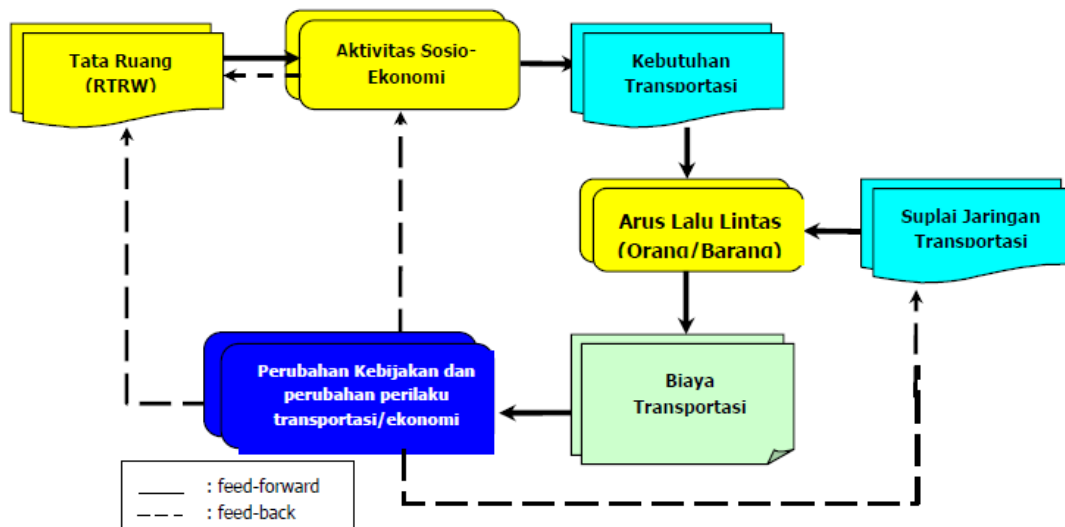 Tata Ruang
(RTRW)
Aktivitas Sosio-
Ekonomi
Kebutuhan
Transportasi
Arus Lalu Lintas
(Orang/Barang)
Suplai Jaringan
Transportasi
Perubahan Kebijakan dan
perubahan perilaku
transportasi/ekonomi
Biaya
Transportasi
: feed-forward
: feed-back